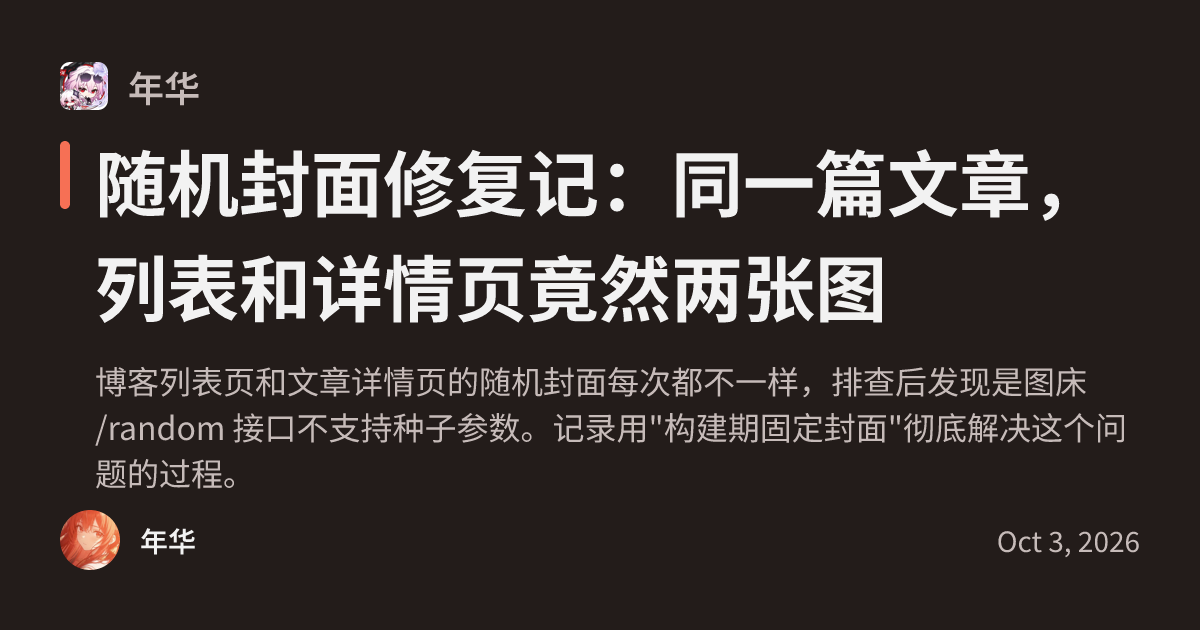 年华
随机封面修复记：同一篇文章，
列表和详情页竟然两张图
博客列表页和文章详情页的随机封面每次都不一样，排查后发现是图床
/random 接口不支持种子参数。记录用"构建期固定封面"彻底解决这个问
题的过程。
年华
Oct 3, 2026